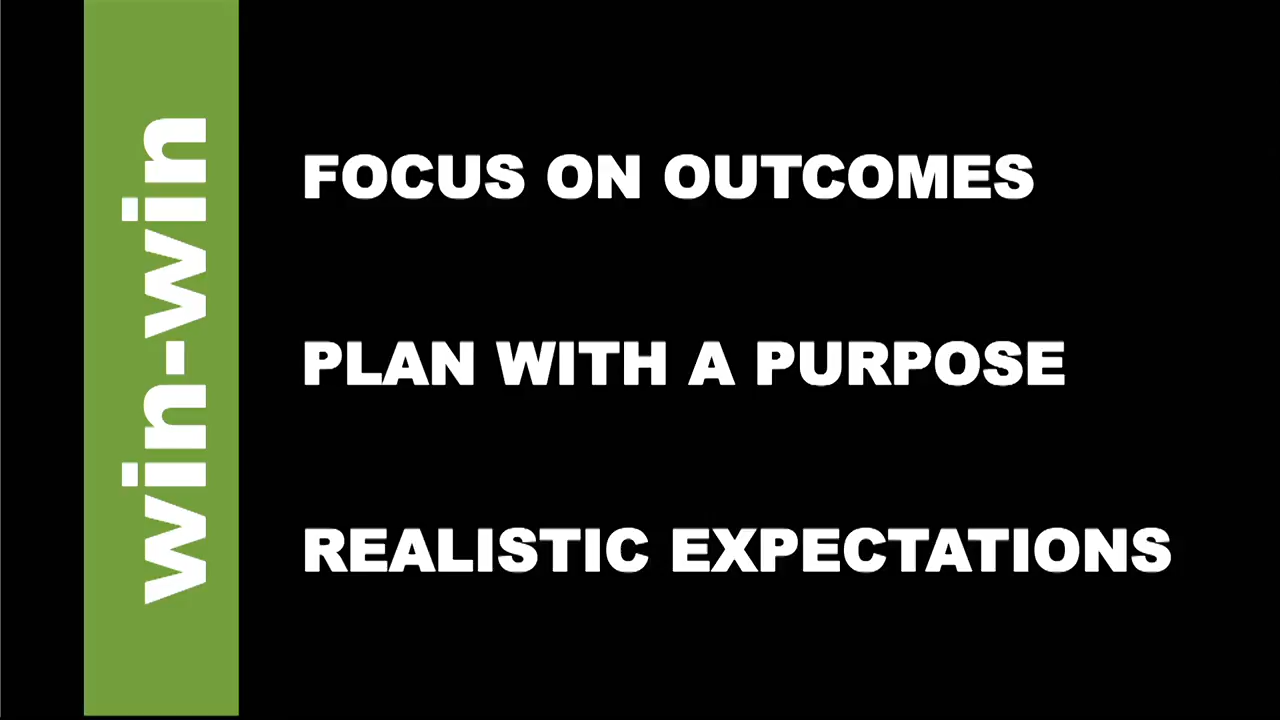 win-win
FOCUS ON OUTCOMES
PLAN WITH A PURPOSE
REALISTIC EXPECTATIONS